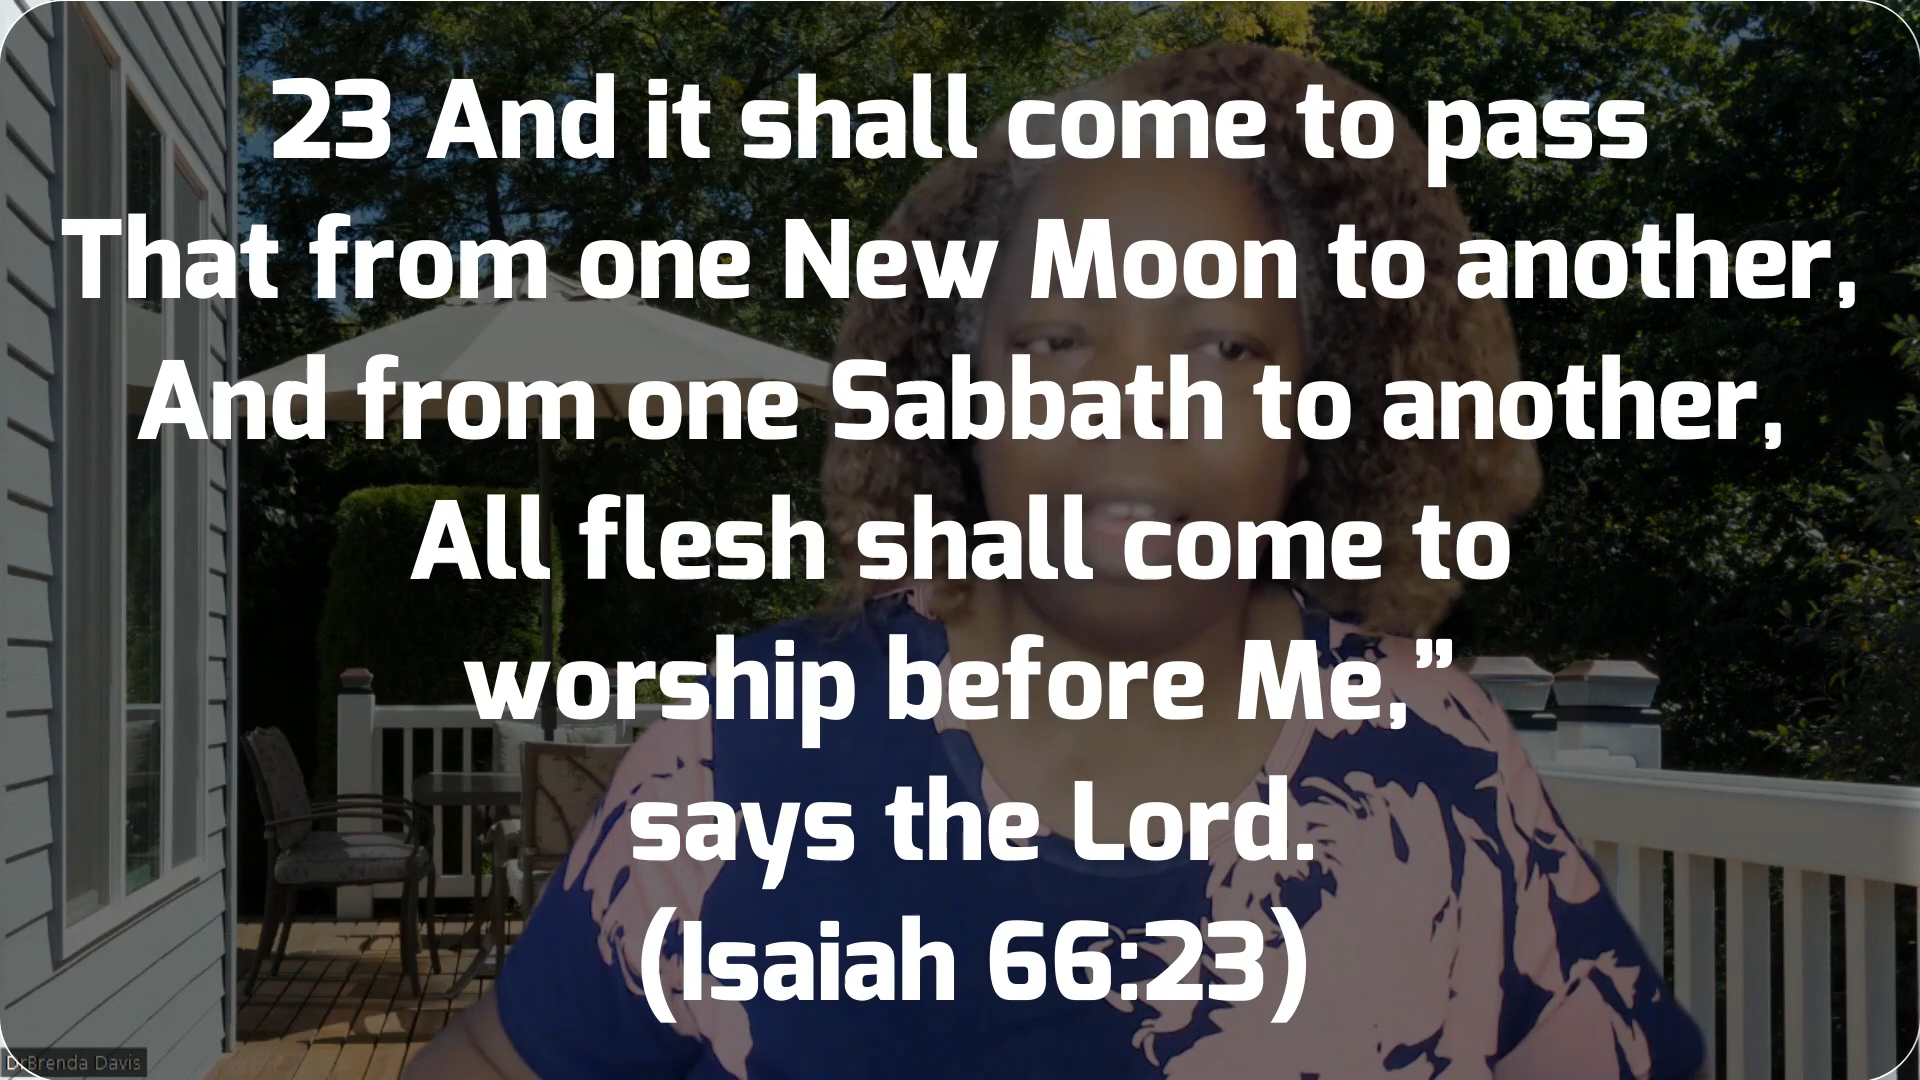 23 And it shall come to pass
That from one New Moon to another,
And from one Sabbath to another,
All flesh shall come to
worship before Me,”
says the Lord.
(Isaiah 66:23)
DrBrenda Davis